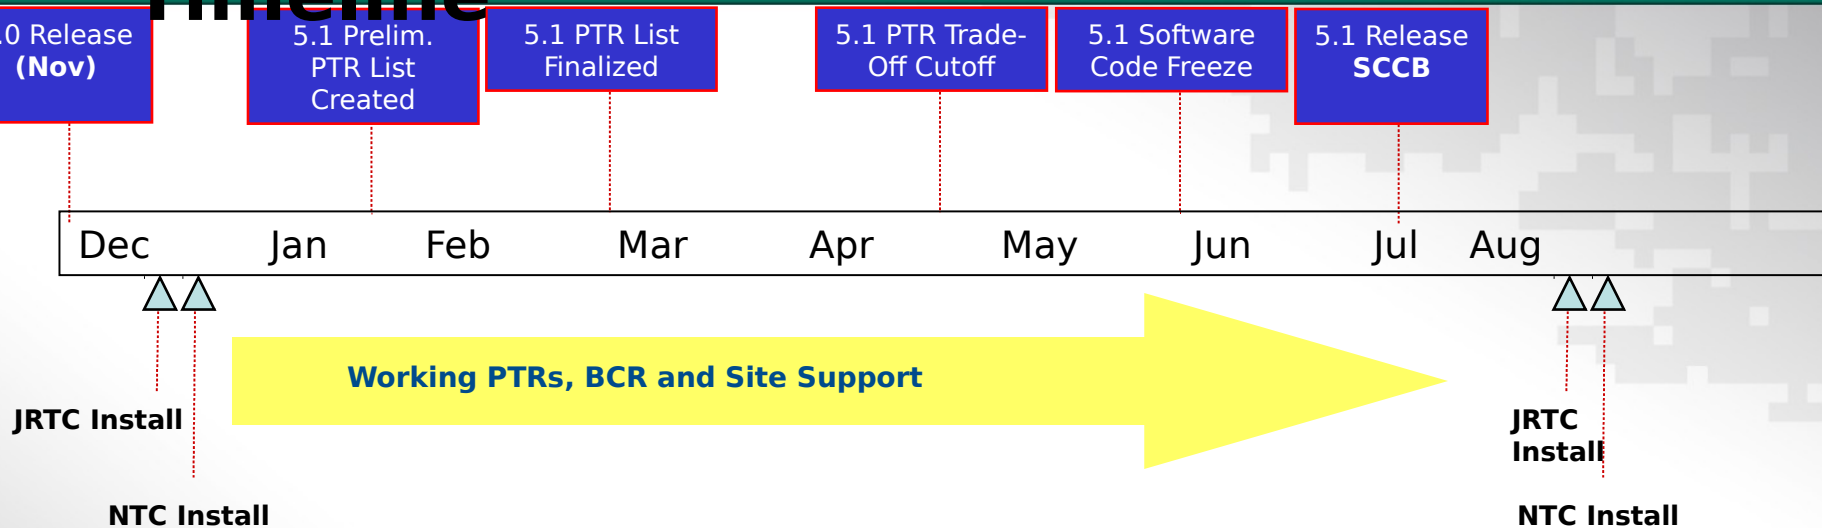 Timeline
.0 Release
(Nov)
5.1 Prelim.
PTR List
Created
5.1 PTR List
Finalized
5.1 PTR Trade-
Off Cutoff
5.1 Software
Code Freeze
5.1 Release
SCCB
Dec Jan Feb Mar Apr May Jun Jul Aug
Working PTRs, BCR and Site Support
JRTC Install
NTC Install
JRTC
Install
NTC Install